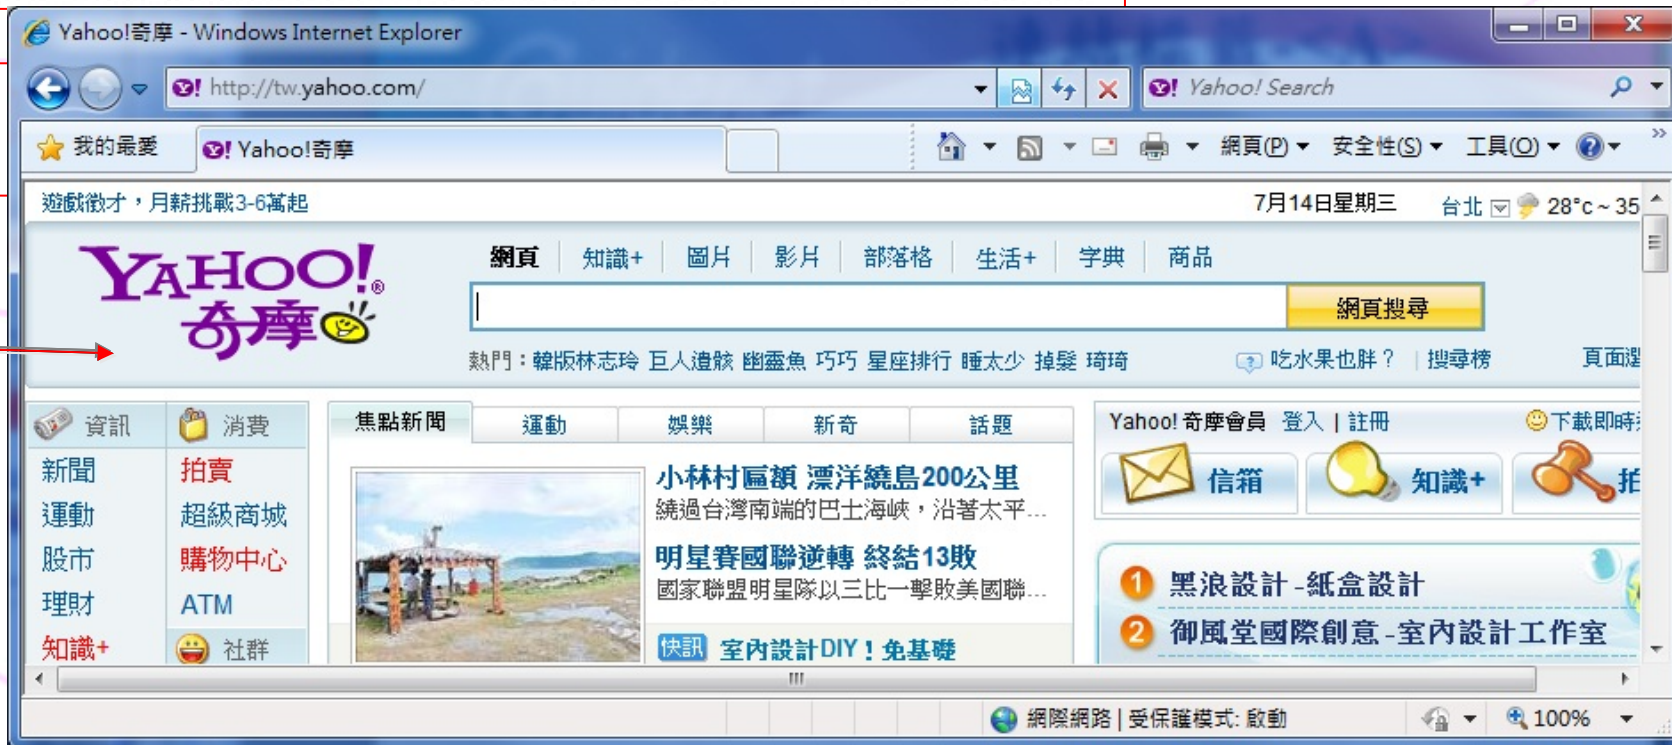 Yahoo!奇摩 - Windows Internet Explorer
http://tw.yahoo.com/
Yahoo! Search
我的最愛
Yahoo!奇摩
網頁(P)
安全性(S)
工具(O)
遊戲徵才，月薪挑戰3-6萬起
7月14日星期三
台北
28°c ~ 35
YAHOO!®
奇摩
網頁 知識+ 圖片 影片 部落格 生活+ 字典 商品
網頁搜尋
熱門：韓版林志玲 巨人遺骸 幽靈魚 巧巧 星座排行 睡太少 掉髮 琦琦
吃水果也胖？ | 搜尋榜
頁面
資訊 消費
焦點新聞 運動 娛樂 新奇 話題
Yahoo! 奇摩會員 登入 | 註冊
下載即時
新聞 拍賣
運動 超級商城
股市 購物中心
理財 ATM
知識+ 社群
小林村匾額 漂洋繞島200公里
繞過台灣南端的巴士海峽，沿著太平...
明星賽國聯逆轉 終結13敗
國家聯盟明星隊以三比一擊敗美國聯...
快訊 室內設計DIY！免基礎
信箱 知識+ 拍
1 黑浪設計-紙盒設計
2 御風堂國際創意-室內設計工作室
網際網路 | 受保護模式: 啟動
100%